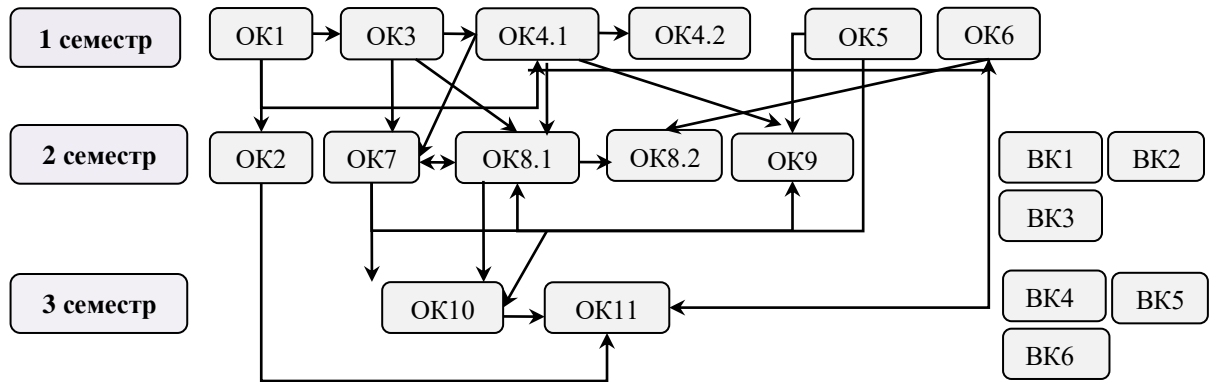 1 семестр
ОК1
ОК3
ОК4.1
ОК4.2
ОК5
ОК6
2 семестр
ОК2
ОК7
ОК8.1
ОК8.2
ОК9
ВК1
ВК2
ВК3
3 семестр
ОК10
ОК11
ВК4
ВК5
ВК6